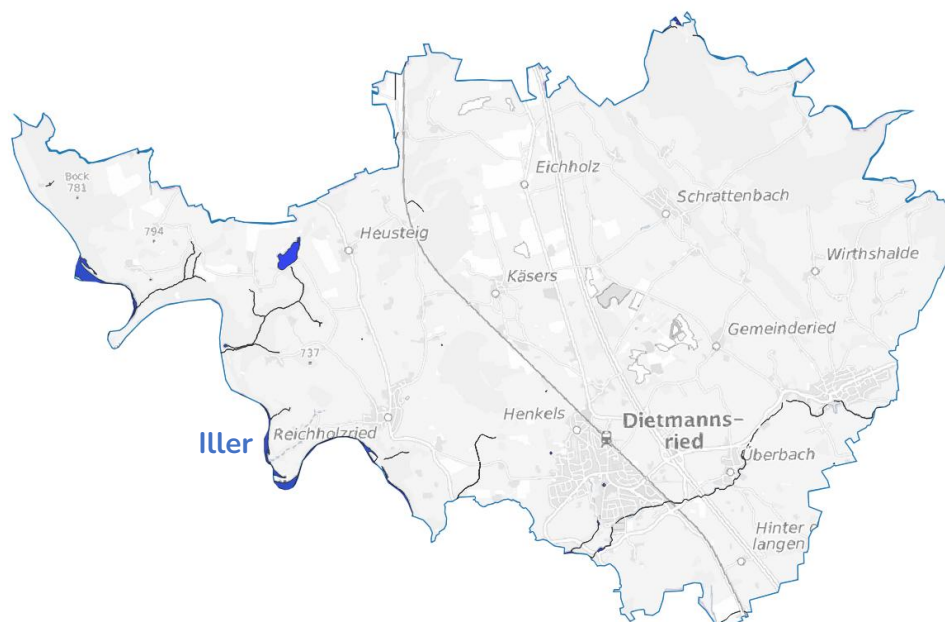 Bock
781
794
Eichholz
Schrattenbach
Heusteig
Wirthshalde
Käsers
Gemeinderied
737
Henkels
Dietmanns-
ried
Reichholzried
Iller
Überbach
Hinter
langen